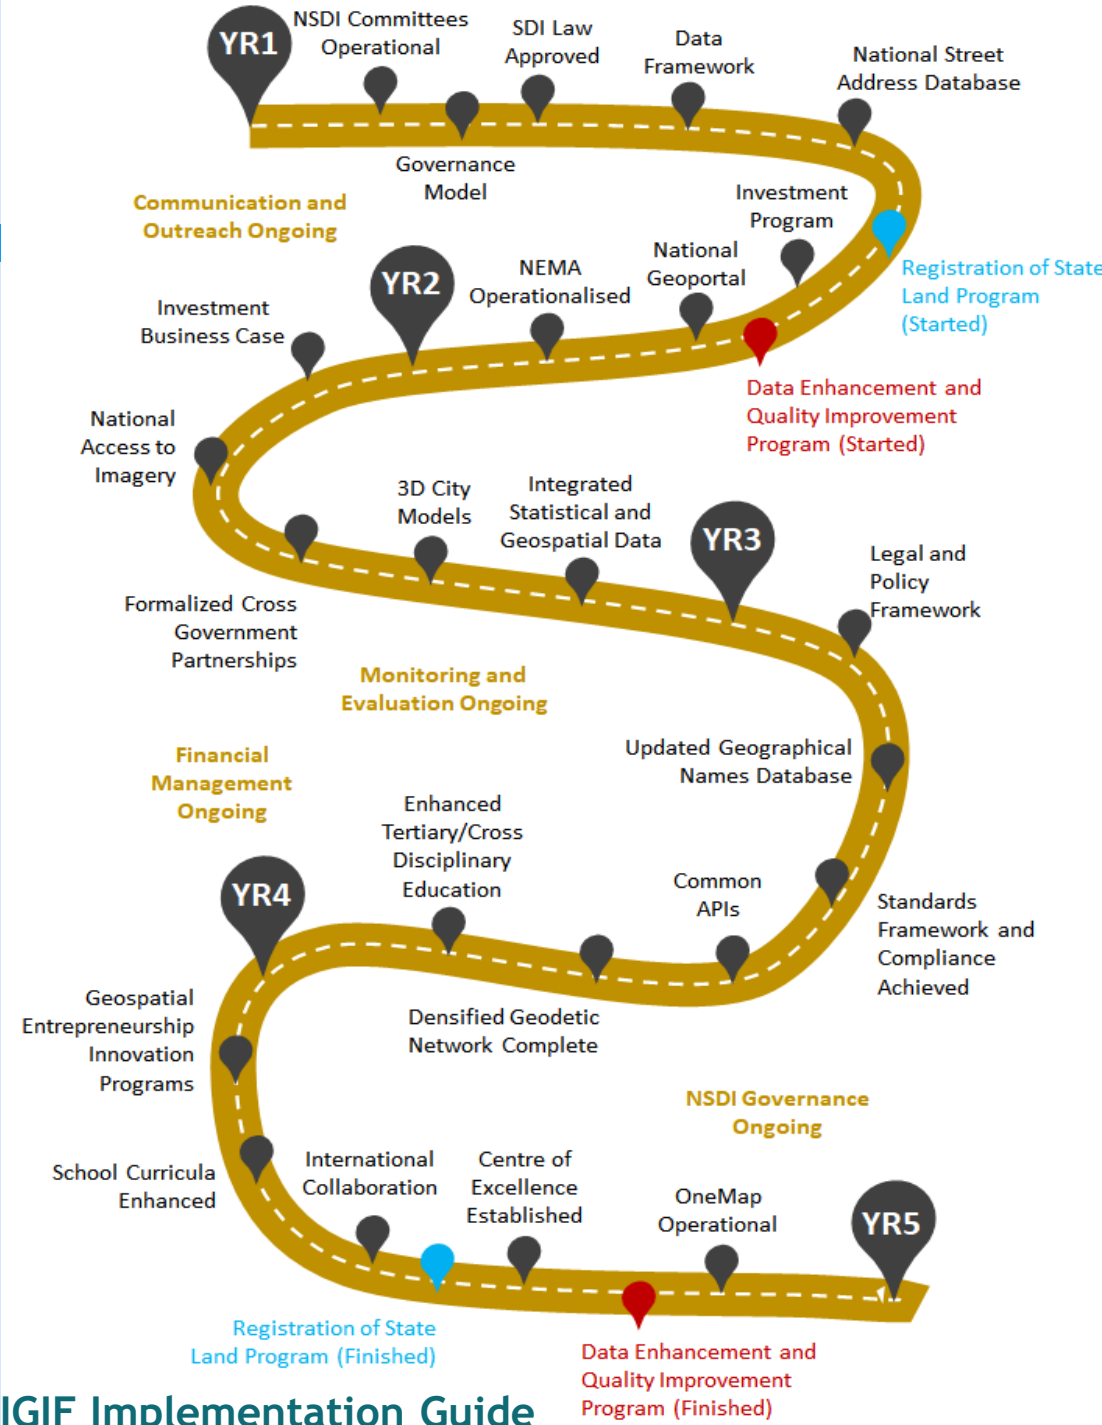 YR1
NSDI Committees
Operational
SDI Law
Approved
Data
Framework
National Street
Address Database
Governance
Model
Communication and
Outreach Ongoing
Investment
Program
Registration of State
Land Program
(Started)
National
Geoportal
NEMA
Operationalised
YR2
Data Enhancement and
Quality Improvement
Program (Started)
Investment
Business Case
National
Access to
Imagery
Formalized Cross
Government
Partnerships
3D City
Models
Integrated
Statistical and
Geospatial Data
YR3
Legal and
Policy
Framework
Monitoring and
Evaluation Ongoing
Updated Geographical
Names Database
Financial
Management
Ongoing
Standards
Framework and
Compliance
Achieved
Common
APIs
Enhanced
Tertiary/Cross
Disciplinary
Education
Densified Geodetic
Network Complete
YR4
Geospatial
Entrepreneurship
Innovation
Programs
NSDI Governance
Ongoing
School Curricula
Enhanced
International
Collaboration
Centre of
Excellence
Established
OneMap
Operational
YR5
Registration of State
Land Program (Finished)
Data Enhancement and
Quality Improvement
Program (Finished)
IGIF Implementation Guide